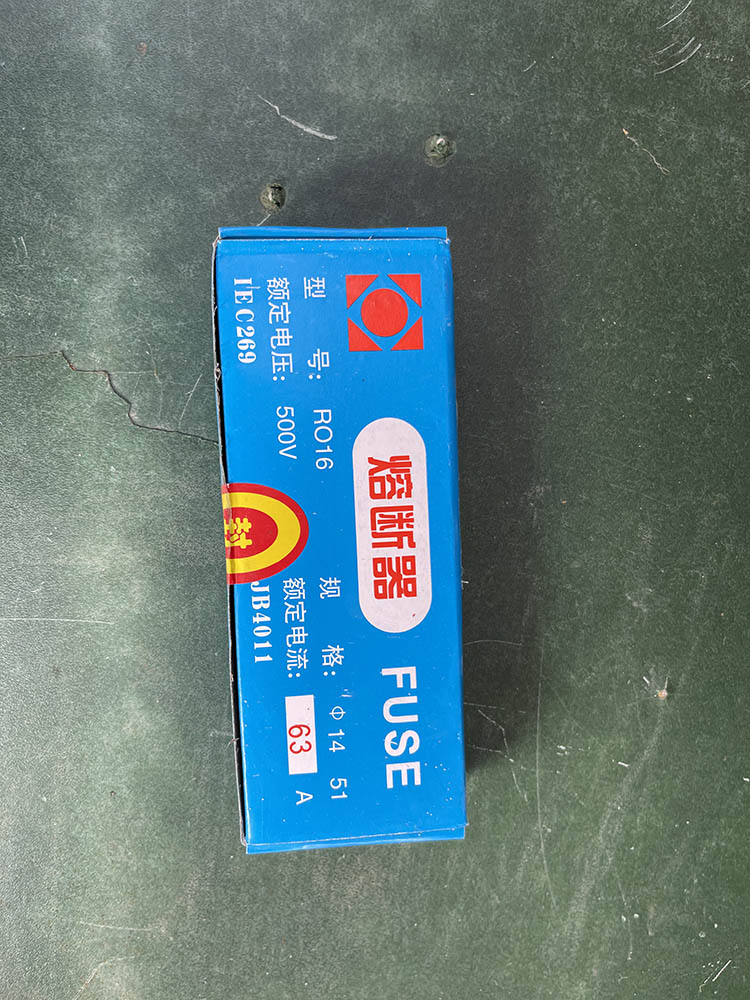 熔断器 FUSE
型 号: RO16 规 格: Φ14 51
额定电压: 500V 额定电流: 63 A
IEC269 JB4011
封